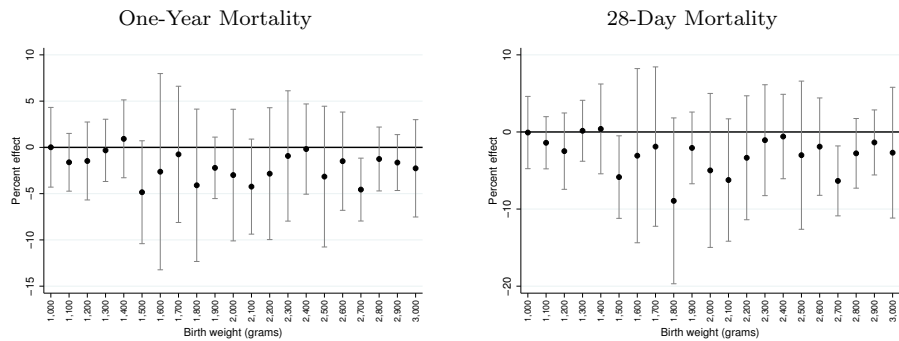 One-Year Mortality
Percent effect
10
5
0
−5
−10
−15
1,000 1,100 1,200 1,300 1,400 1,500 1,600 1,700 1,800 1,900 2,000 2,100 2,200 2,300 2,400 2,500 2,600 2,700 2,800 2,900 3,000
Birth weight (grams)
28-Day Mortality
Percent effect
10
0
−10
−20
1,000 1,100 1,200 1,300 1,400 1,500 1,600 1,700 1,800 1,900 2,000 2,100 2,200 2,300 2,400 2,500 2,600 2,700 2,800 2,900 3,000
Birth weight (grams)